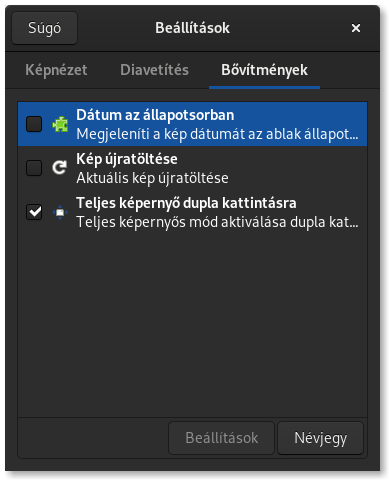 Súgó
Beállítások
Képnézet
Diavetítés
Bővítmények
Dátum az állapotsorban
Megjeleníti a kép dátumát az ablak állapot...
Kép újratöltése
Aktuális kép újratöltése
Teljes képernyő dupla kattintásra
Teljes képernyős mód aktiválása dupla kat...
Beállítások
Névjegy